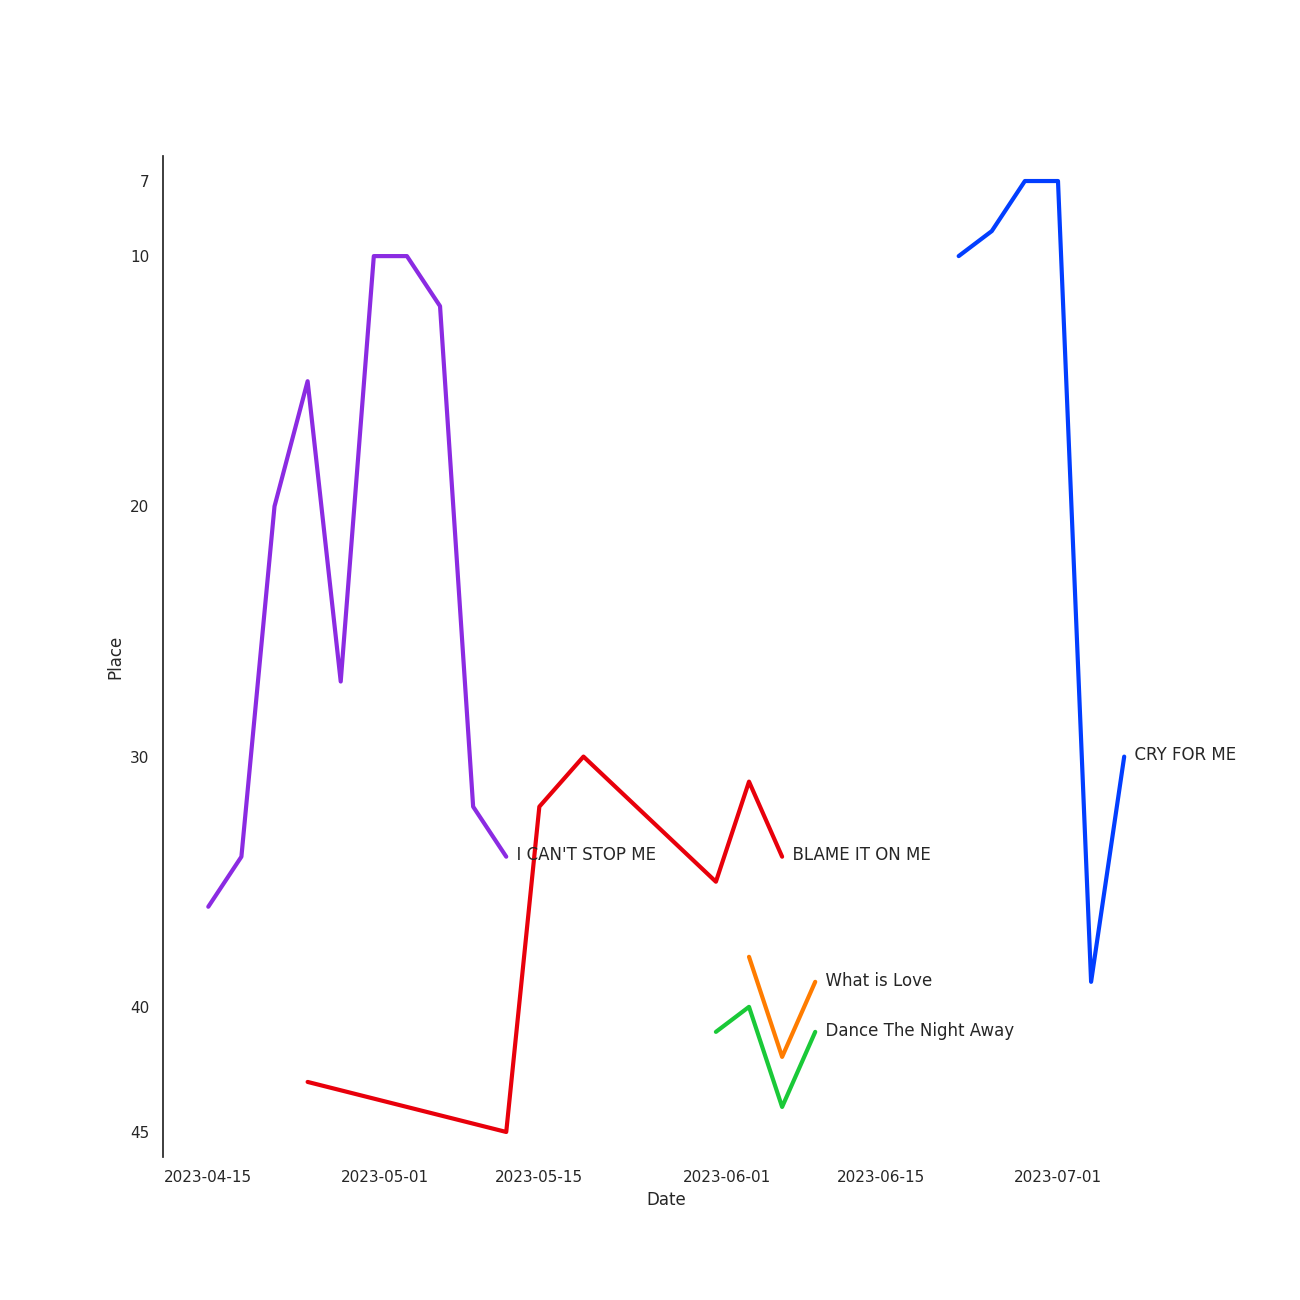 7
10
20
30
40
45
Place
I CAN'T STOP ME
BLAME IT ON ME
CRY FOR ME
What is Love
Dance The Night Away
2023-04-15 2023-05-01 2023-05-15 2023-06-01 2023-06-15 2023-07-01
Date